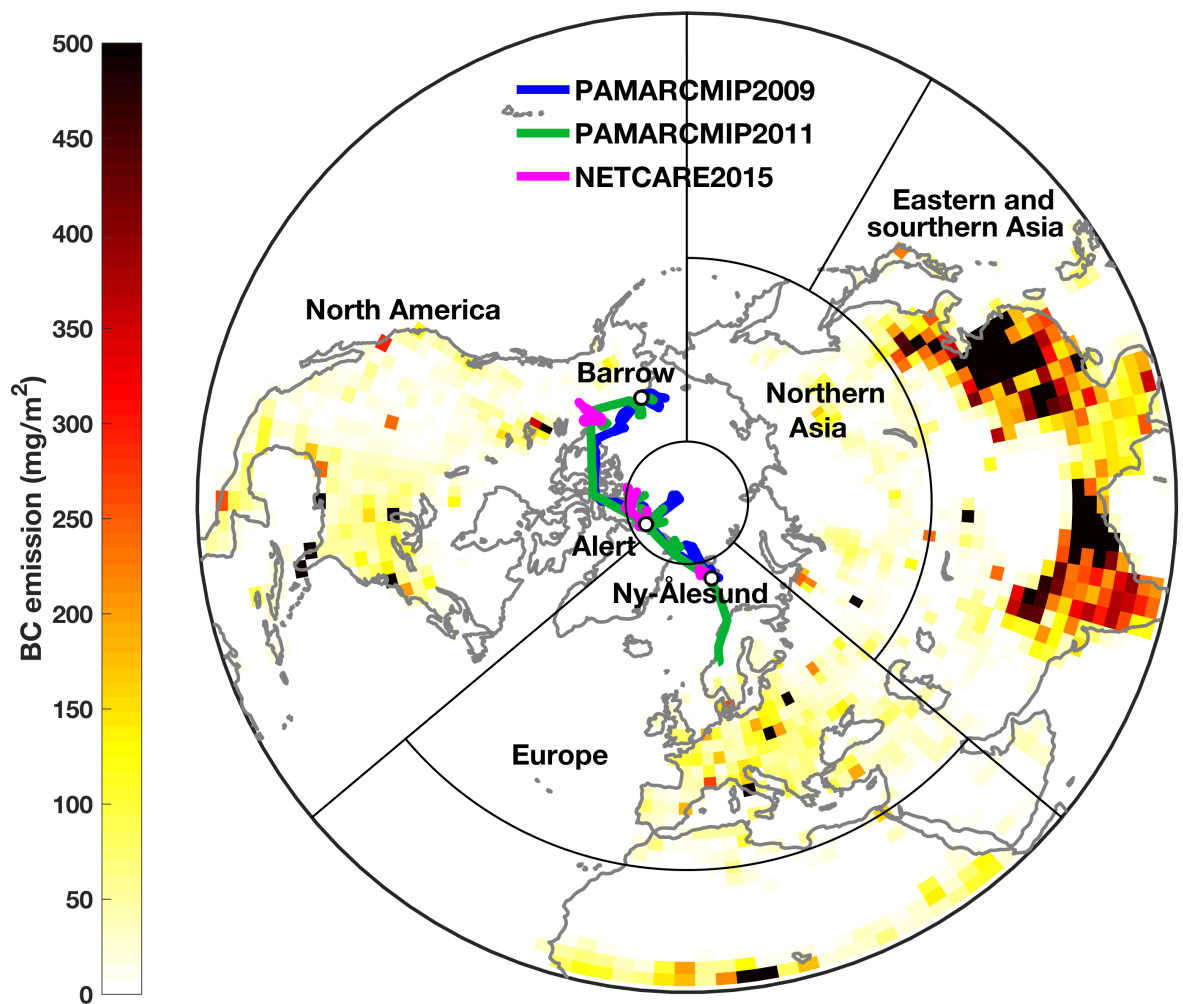 500
450
400
350
300
250
200
150
100
50
0
BC emission (mg/m²)
PAMARCMIP2009
PAMARCMIP2011
NETCARE2015
Eastern and
sourthern Asia
North America
Barrow
Northern
Asia
Alert
Ny-Ålesund
Europe